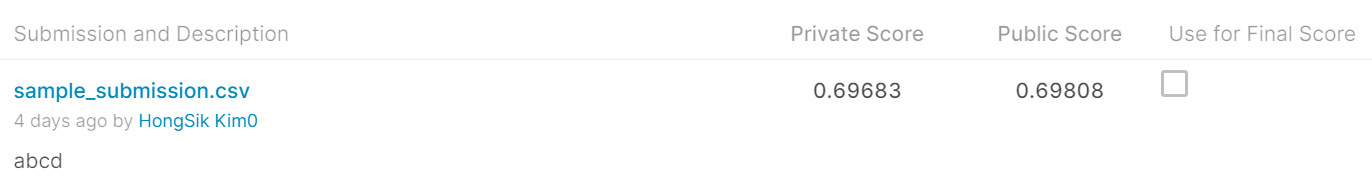 Submission and Description Private Score Public Score Use for Final Score
sample_submission.csv 0.69683 0.69808
4 days ago by HongSik Kim0
abcd